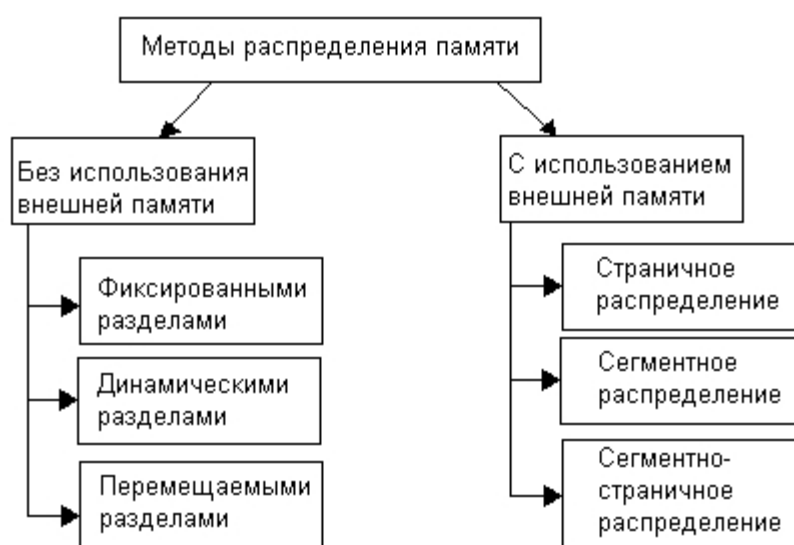 Методы распределения памяти
Без использования
внешней памяти
С использованием
внешней памяти
Фиксированными
разделами
Динамическими
разделами
Перемещаемыми
разделами
Страничное
распределение
Сегментное
распределение
Сегментно-
страничное
распределение